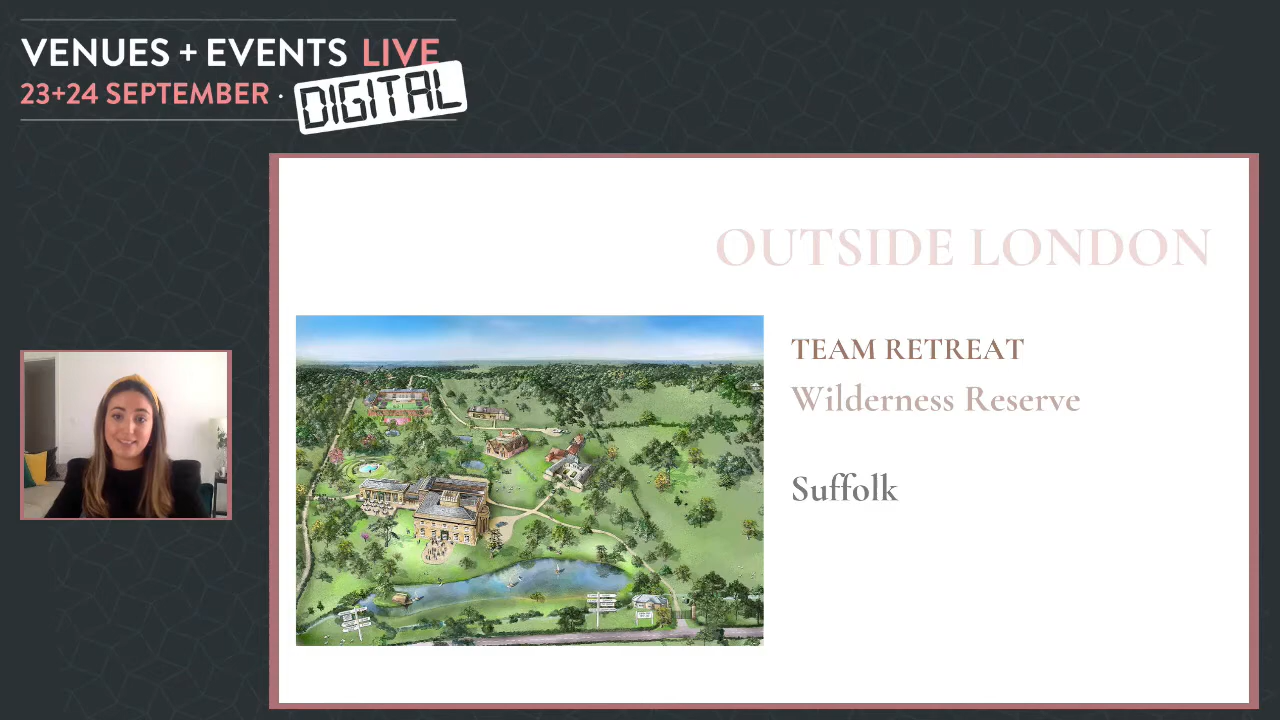 VENUES + EVENTS LIVE
23+24 SEPTEMBER · DIGITAL
OUTSIDE LONDON
TEAM RETREAT
Wilderness Reserve
Suffolk